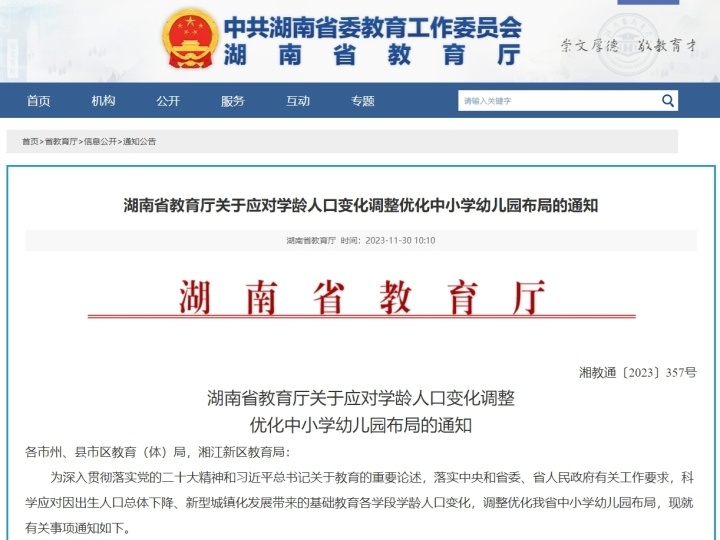 中共湖南省委教育工作委员会
湖南省教育厅
崇文厚德 敬教育才
首页 机构 公开 服务 互动 专题
请输入关键字
首页>省教育厅>信息公开>通知公告
湖南省教育厅关于应对学龄人口变化调整优化中小学幼儿园布局的通知
湖南省教育厅 时间：2023-11-30 10:10
湖南省教育厅
湘教通〔2023〕357号
湖南省教育厅关于应对学龄人口变化调整
优化中小学幼儿园布局的通知
各市州、县市区教育（体）局，湘江新区教育局：
为深入贯彻落实党的二十大精神和习近平总书记关于教育的重要论述，落实中央和省委、省人民政府有关工作要求，科
学应对因出生人口总体下降、新型城镇化发展带来的基础教育各学段学龄人口变化，调整优化我省中小学幼儿园布局，现就
有关事项通知如下。